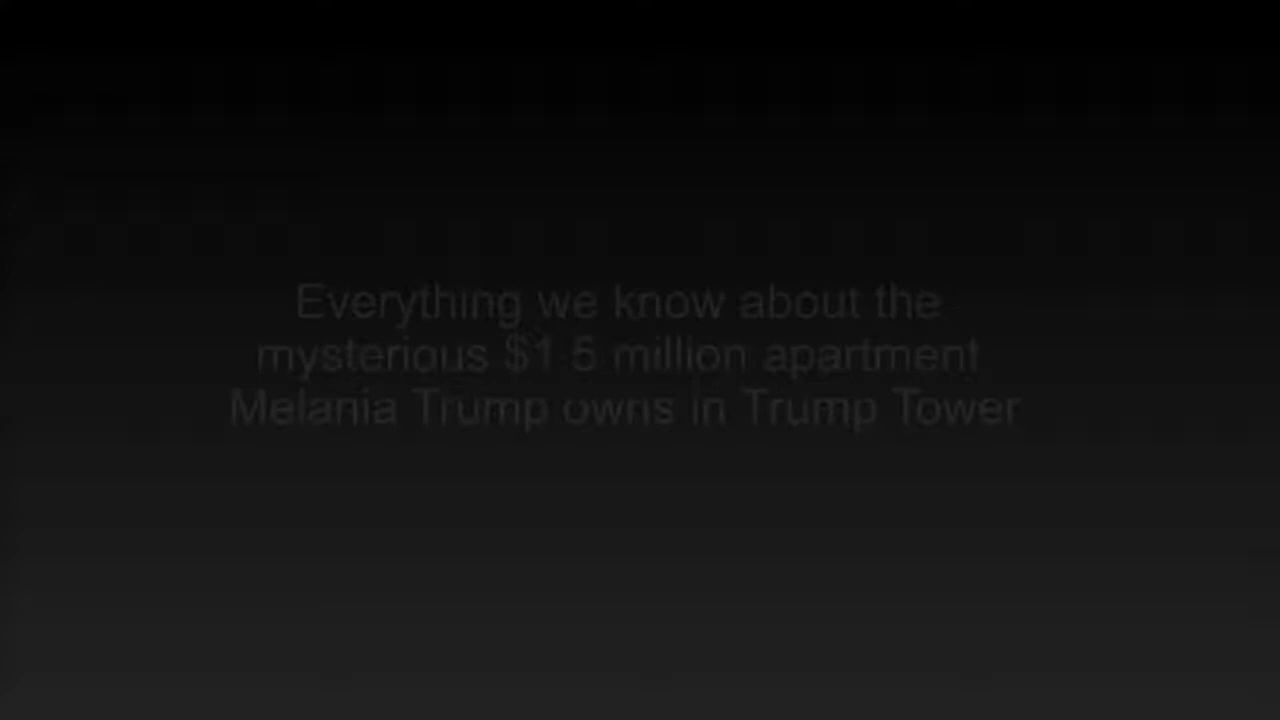 Everything we know about the
mysterious $1.5 million apartment
Melania Trump owns in Trump Tower